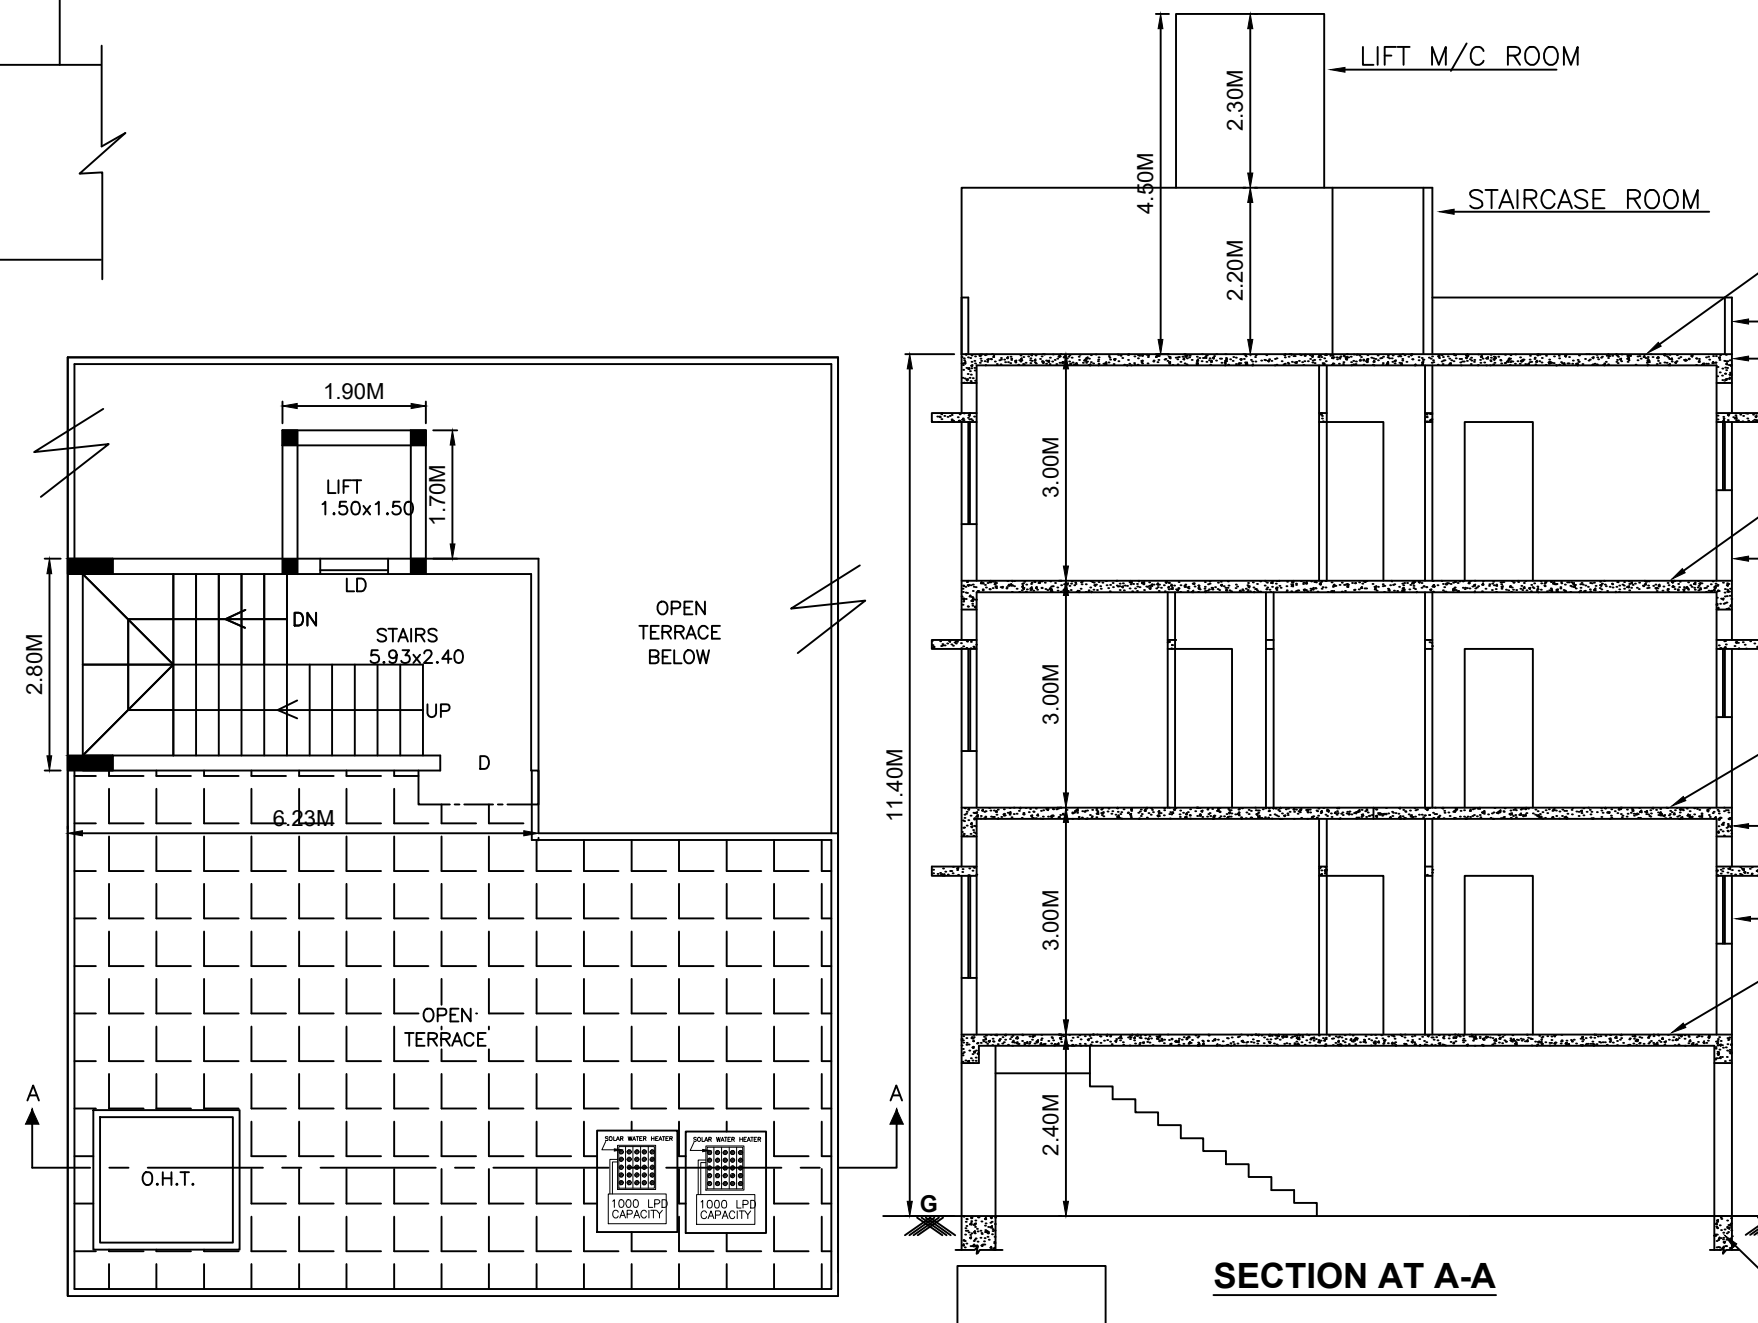 1.90M
LIFT
1.50x1.50
1.70M
LD
DN
STAIRS
5.93x2.40
UP
2.80M
D
6.23M
OPEN
TERRACE
BELOW
OPEN
TERRACE
A
A
O.H.T.
SOLAR WATER HEATER
1000 LPD
CAPACITY
SOLAR WATER HEATER
1000 LPD
CAPACITY
LIFT M/C ROOM
2.30M
4.50M
STAIRCASE ROOM
2.20M
3.00M
3.00M
11.40M
3.00M
2.40M
G
SECTION AT A-A